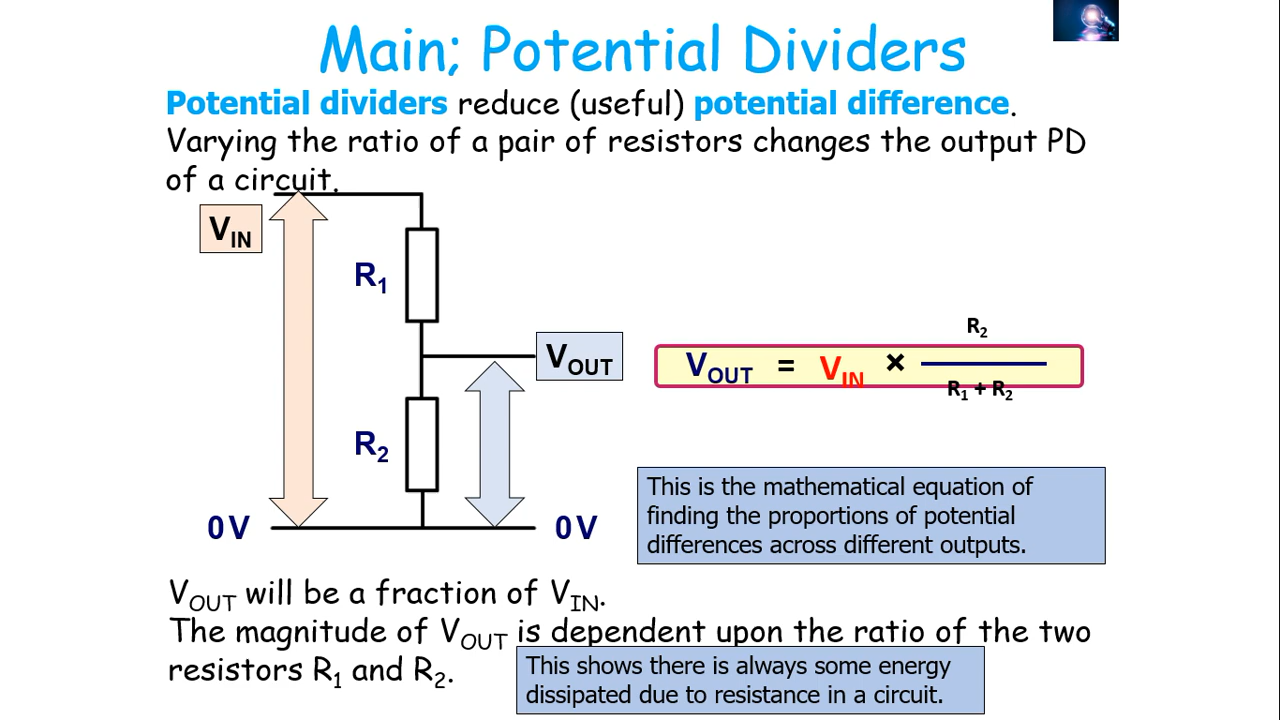 Main; Potential Dividers
Potential dividers reduce (useful) potential difference.
Varying the ratio of a pair of resistors changes the output PD
of a circuit.
V_IN
R₁
V_OUT
R₂
0 V
0 V
R₂
V_OUT = V_IN ×
R₁ + R₂
This is the mathematical equation of
finding the proportions of potential
differences across different outputs.
V_OUT will be a fraction of V_IN.
The magnitude of V_OUT is dependent upon the ratio of the two
resistors R₁ and R₂.
This shows there is always some energy
dissipated due to resistance in a circuit.